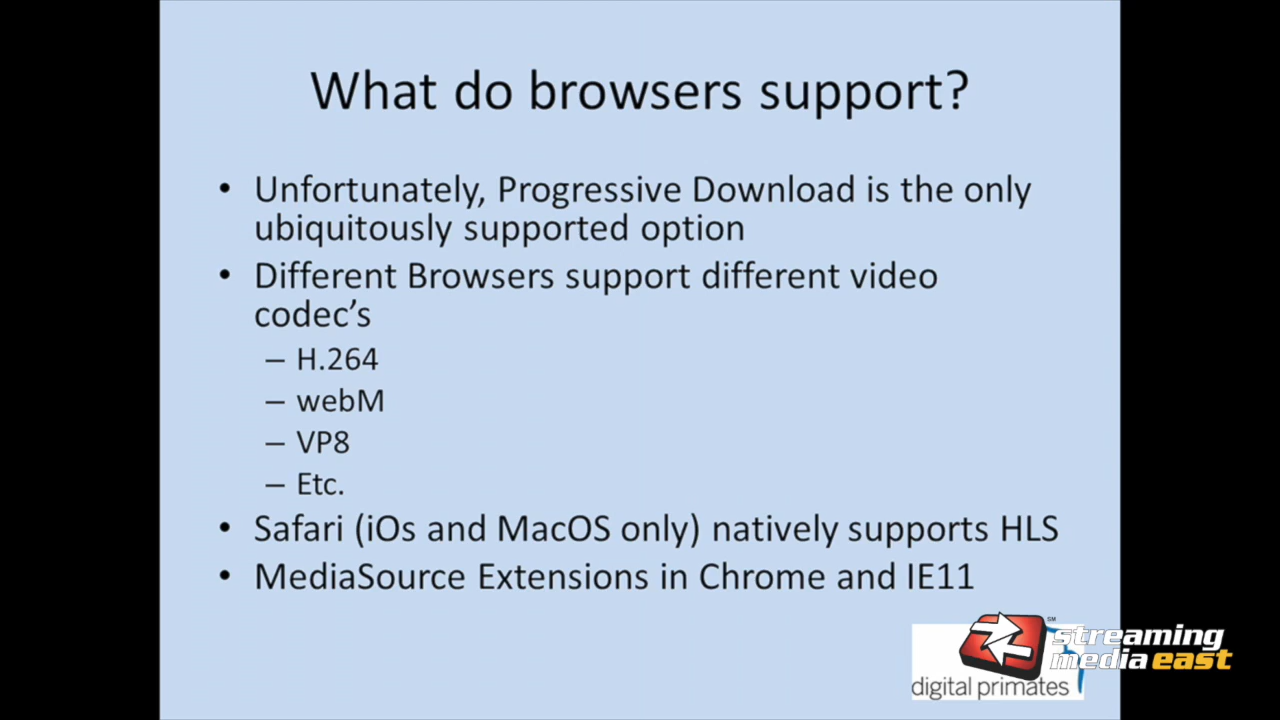 What do browsers support?
• Unfortunately, Progressive Download is the only
ubiquitously supported option
• Different Browsers support different video
codec's
– H.264
– webM
– VP8
– Etc.
• Safari (iOs and MacOS only) natively supports HLS
• MediaSource Extensions in Chrome and IE11
SM
streaming
media east
digital primates